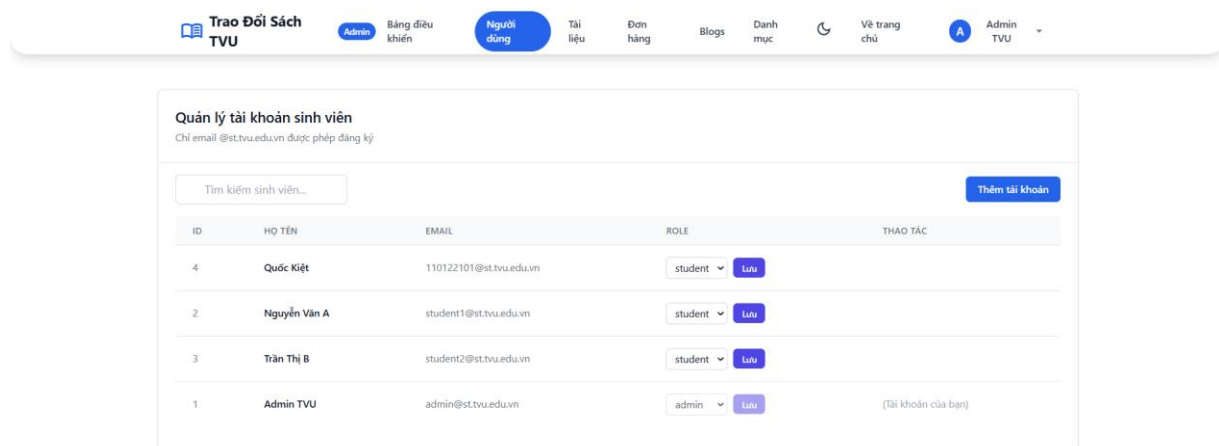 Trao Đổi Sách
TVU
Admin
Bảng điều
khiển
Người
dùng
Tài
liệu
Đơn
hàng
Blogs
Danh
mục
Về trang
chủ
A
Admin
TVU
Quản lý tài khoản sinh viên
Chỉ email @st.tvu.edu.vn được phép đăng ký
Tìm kiếm sinh viên...
Thêm tài khoản
ID HỌ TÊN EMAIL ROLE THAO TÁC
4 Quốc Kiệt 110122101@st.tvu.edu.vn student Lưu
2 Nguyễn Văn A student1@st.tvu.edu.vn student Lưu
3 Trần Thị B student2@st.tvu.edu.vn student Lưu
1 Admin TVU admin@st.tvu.edu.vn admin Lưu (Tài khoản của bạn)